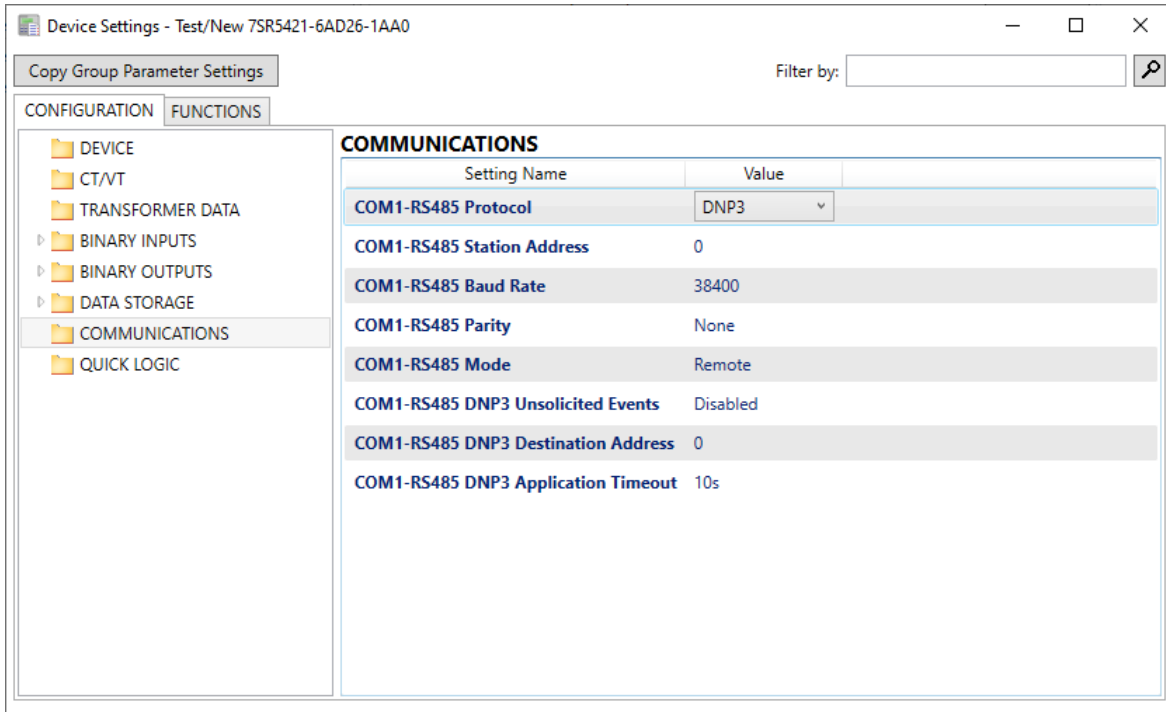 Device Settings - Test/New 7SR5421-6AD26-1AA0
Copy Group Parameter Settings
Filter by:
CONFIGURATION FUNCTIONS
DEVICE
CT/VT
TRANSFORMER DATA
BINARY INPUTS
BINARY OUTPUTS
DATA STORAGE
COMMUNICATIONS
QUICK LOGIC
COMMUNICATIONS
Setting Name Value
COM1-RS485 Protocol DNP3
COM1-RS485 Station Address 0
COM1-RS485 Baud Rate 38400
COM1-RS485 Parity None
COM1-RS485 Mode Remote
COM1-RS485 DNP3 Unsolicited Events Disabled
COM1-RS485 DNP3 Destination Address 0
COM1-RS485 DNP3 Application Timeout 10s